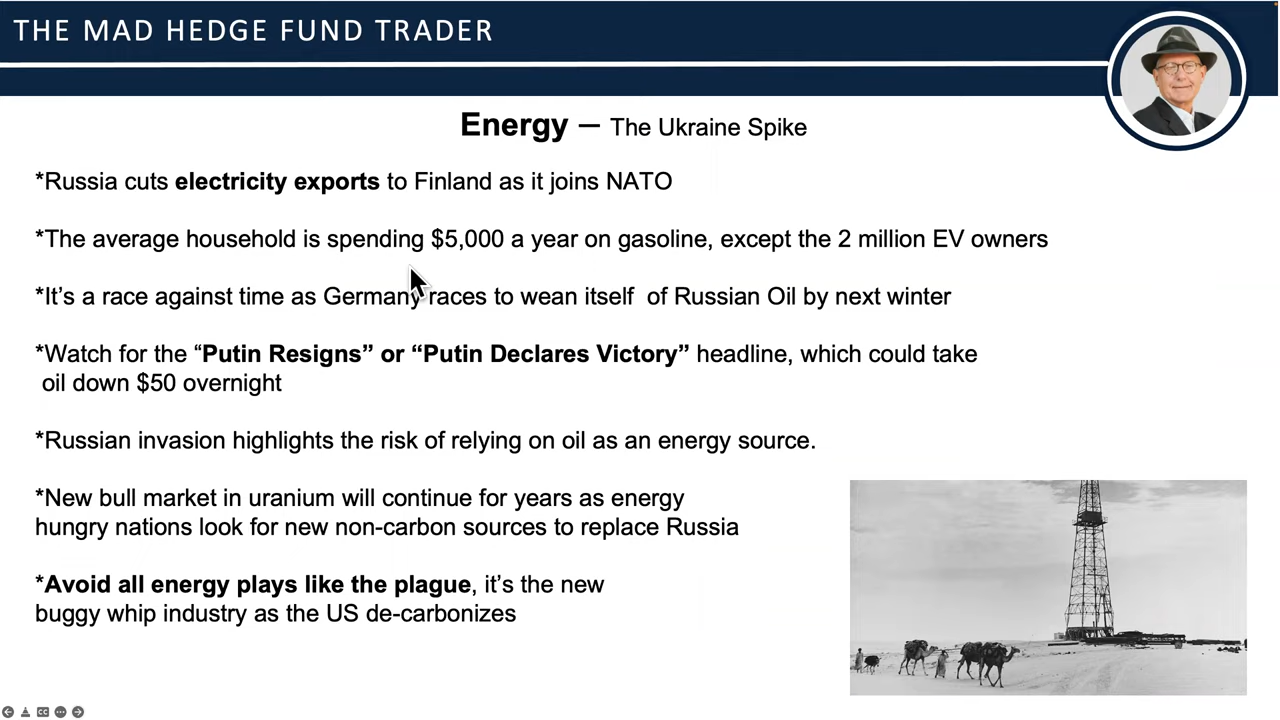 THE MAD HEDGE FUND TRADER
Energy – The Ukraine Spike
*Russia cuts electricity exports to Finland as it joins NATO
*The average household is spending $5,000 a year on gasoline, except the 2 million EV owners
*It’s a race against time as Germany races to wean itself  of Russian Oil by next winter
*Watch for the “Putin Resigns” or “Putin Declares Victory” headline, which could take
oil down $50 overnight
*Russian invasion highlights the risk of relying on oil as an energy source.
*New bull market in uranium will continue for years as energy
hungry nations look for new non-carbon sources to replace Russia
*Avoid all energy plays like the plague, it’s the new
buggy whip industry as the US de-carbonizes
CC